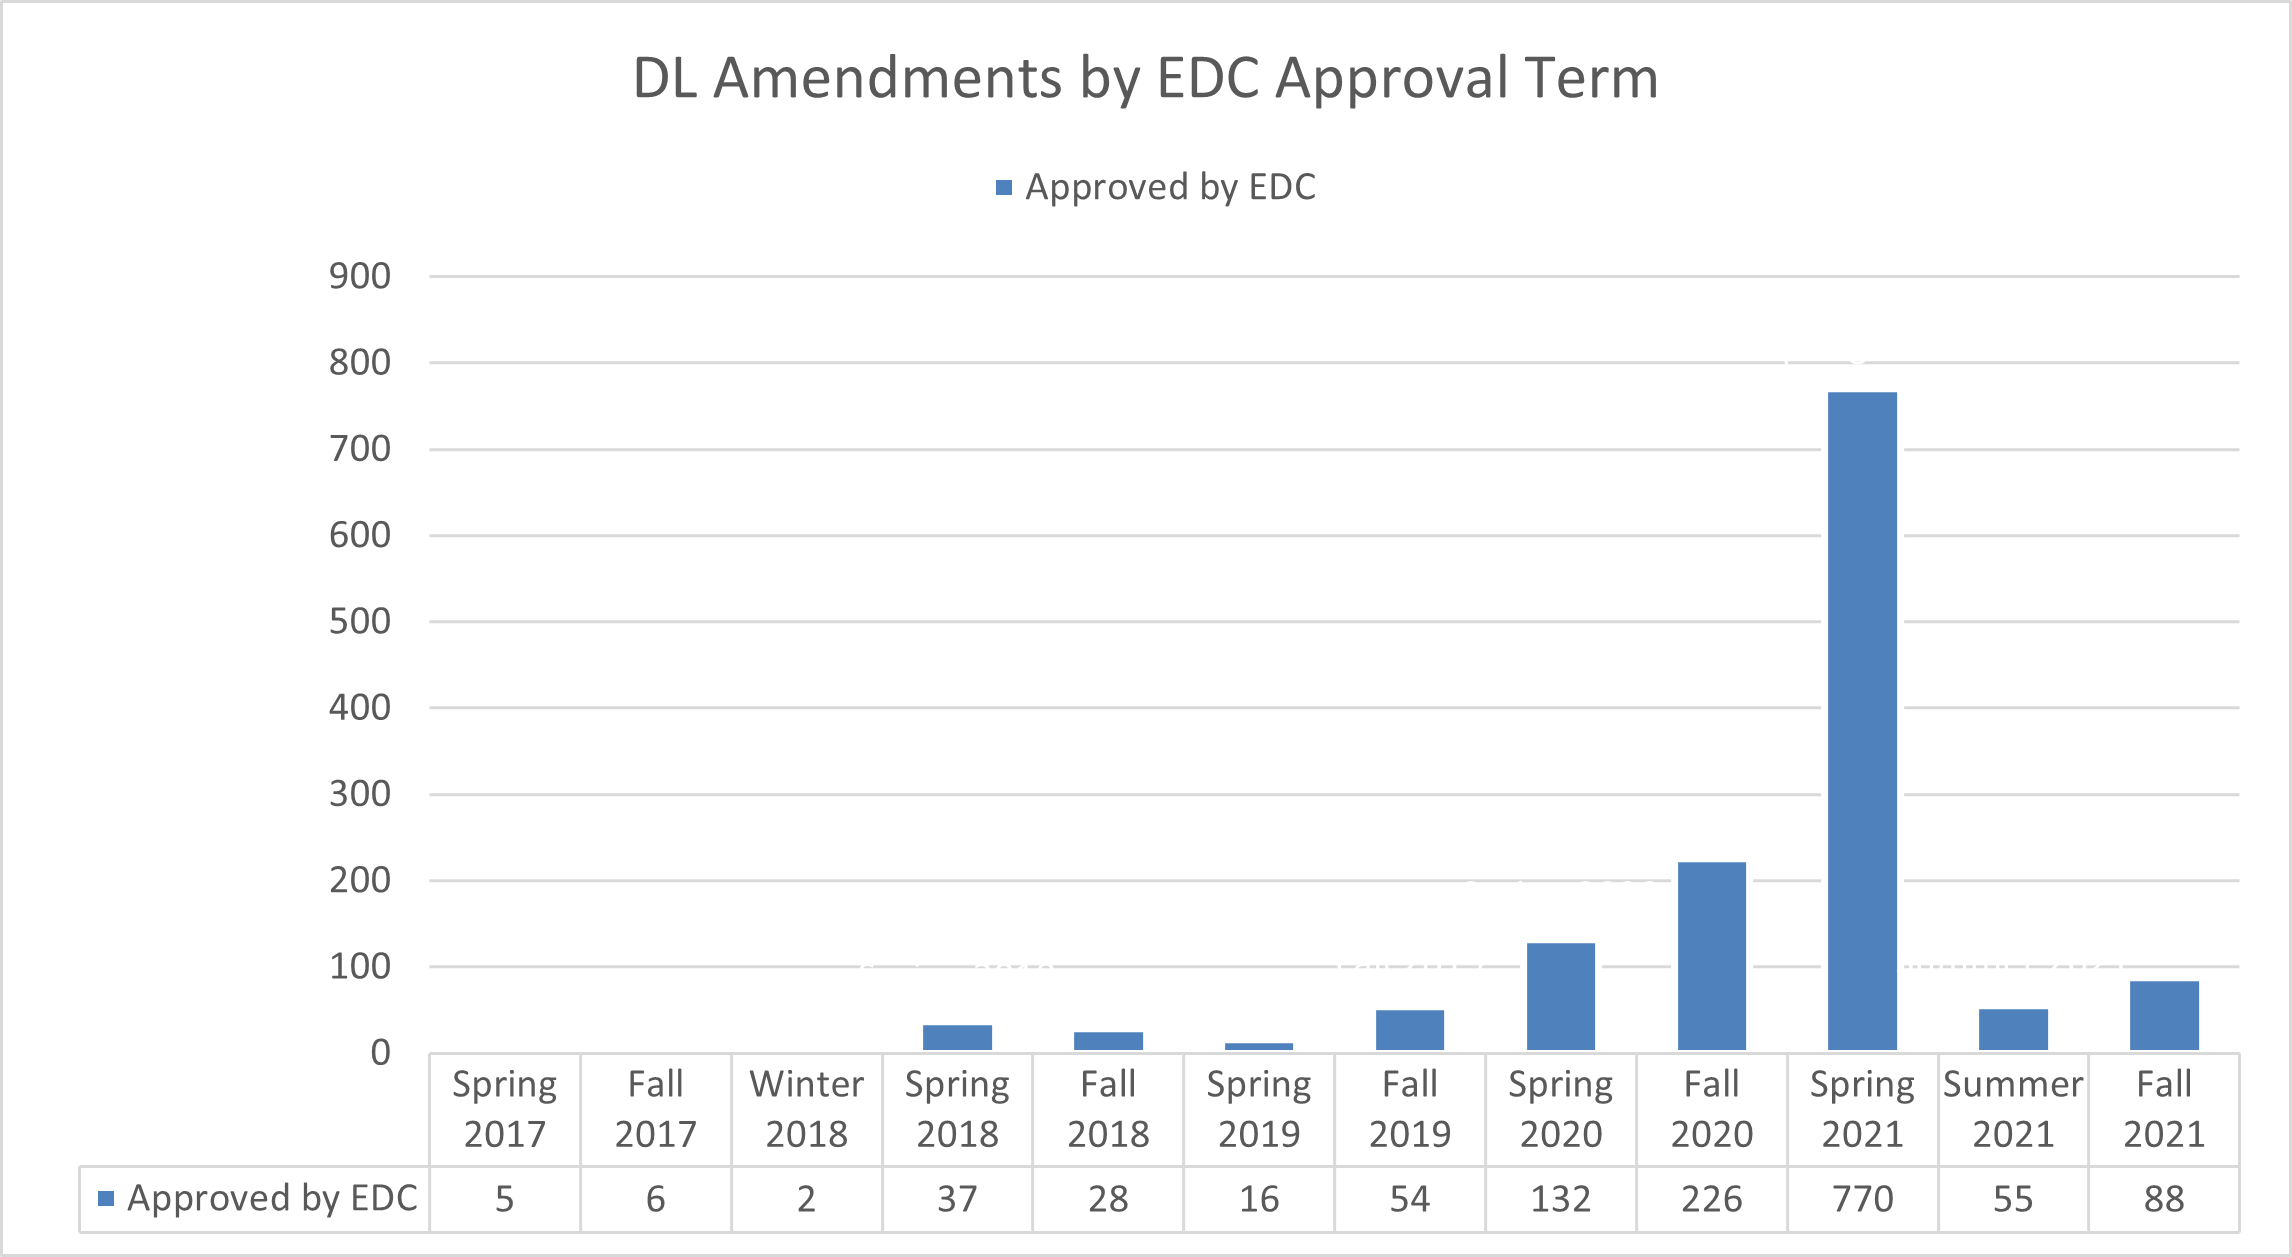 DL Amendments by EDC Approval Term
Approved by EDC
900
800
700
600
500
400
300
200
100
0
Spring 2017
Fall 2017
Winter 2018
Spring 2018
Fall 2018
Spring 2019
Fall 2019
Spring 2020
Fall 2020
Spring 2021
Summer 2021
Fall 2021
Approved by EDC 5 6 2 37 28 16 54 132 226 770 55 88